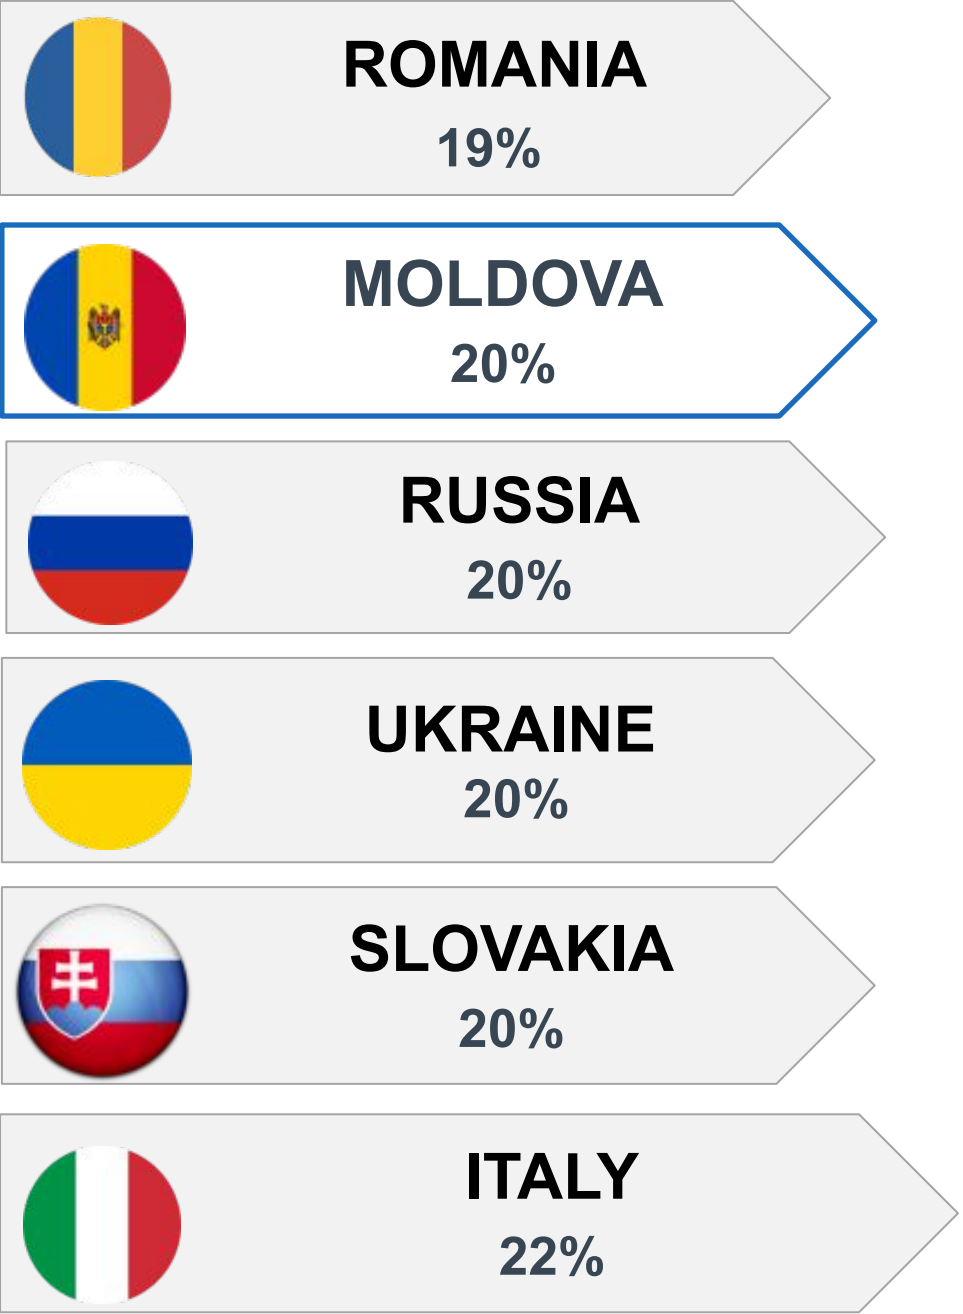 ROMANIA
19%
MOLDOVA
20%
RUSSIA
20%
UKRAINE
20%
SLOVAKIA
20%
ITALY
22%